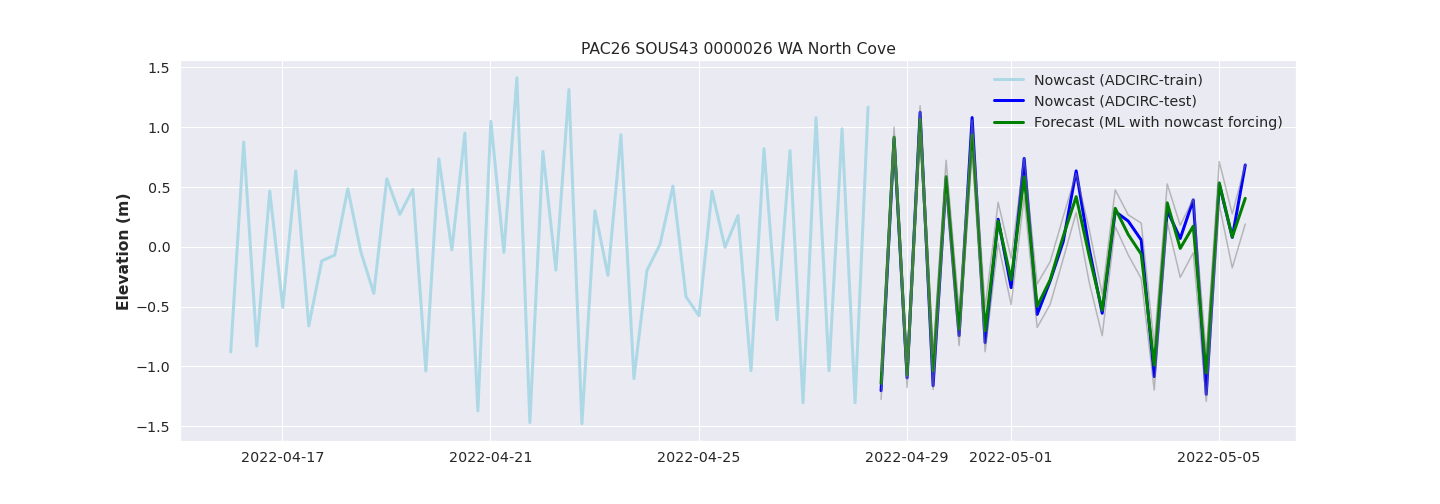 PAC26 SOUS43 0000026 WA North Cove
Elevation (m)
1.5
1.0
0.5
0.0
−0.5
−1.0
−1.5
Nowcast (ADCIRC-train)
Nowcast (ADCIRC-test)
Forecast (ML with nowcast forcing)
2022-04-17 2022-04-21 2022-04-25 2022-04-29 2022-05-01 2022-05-05